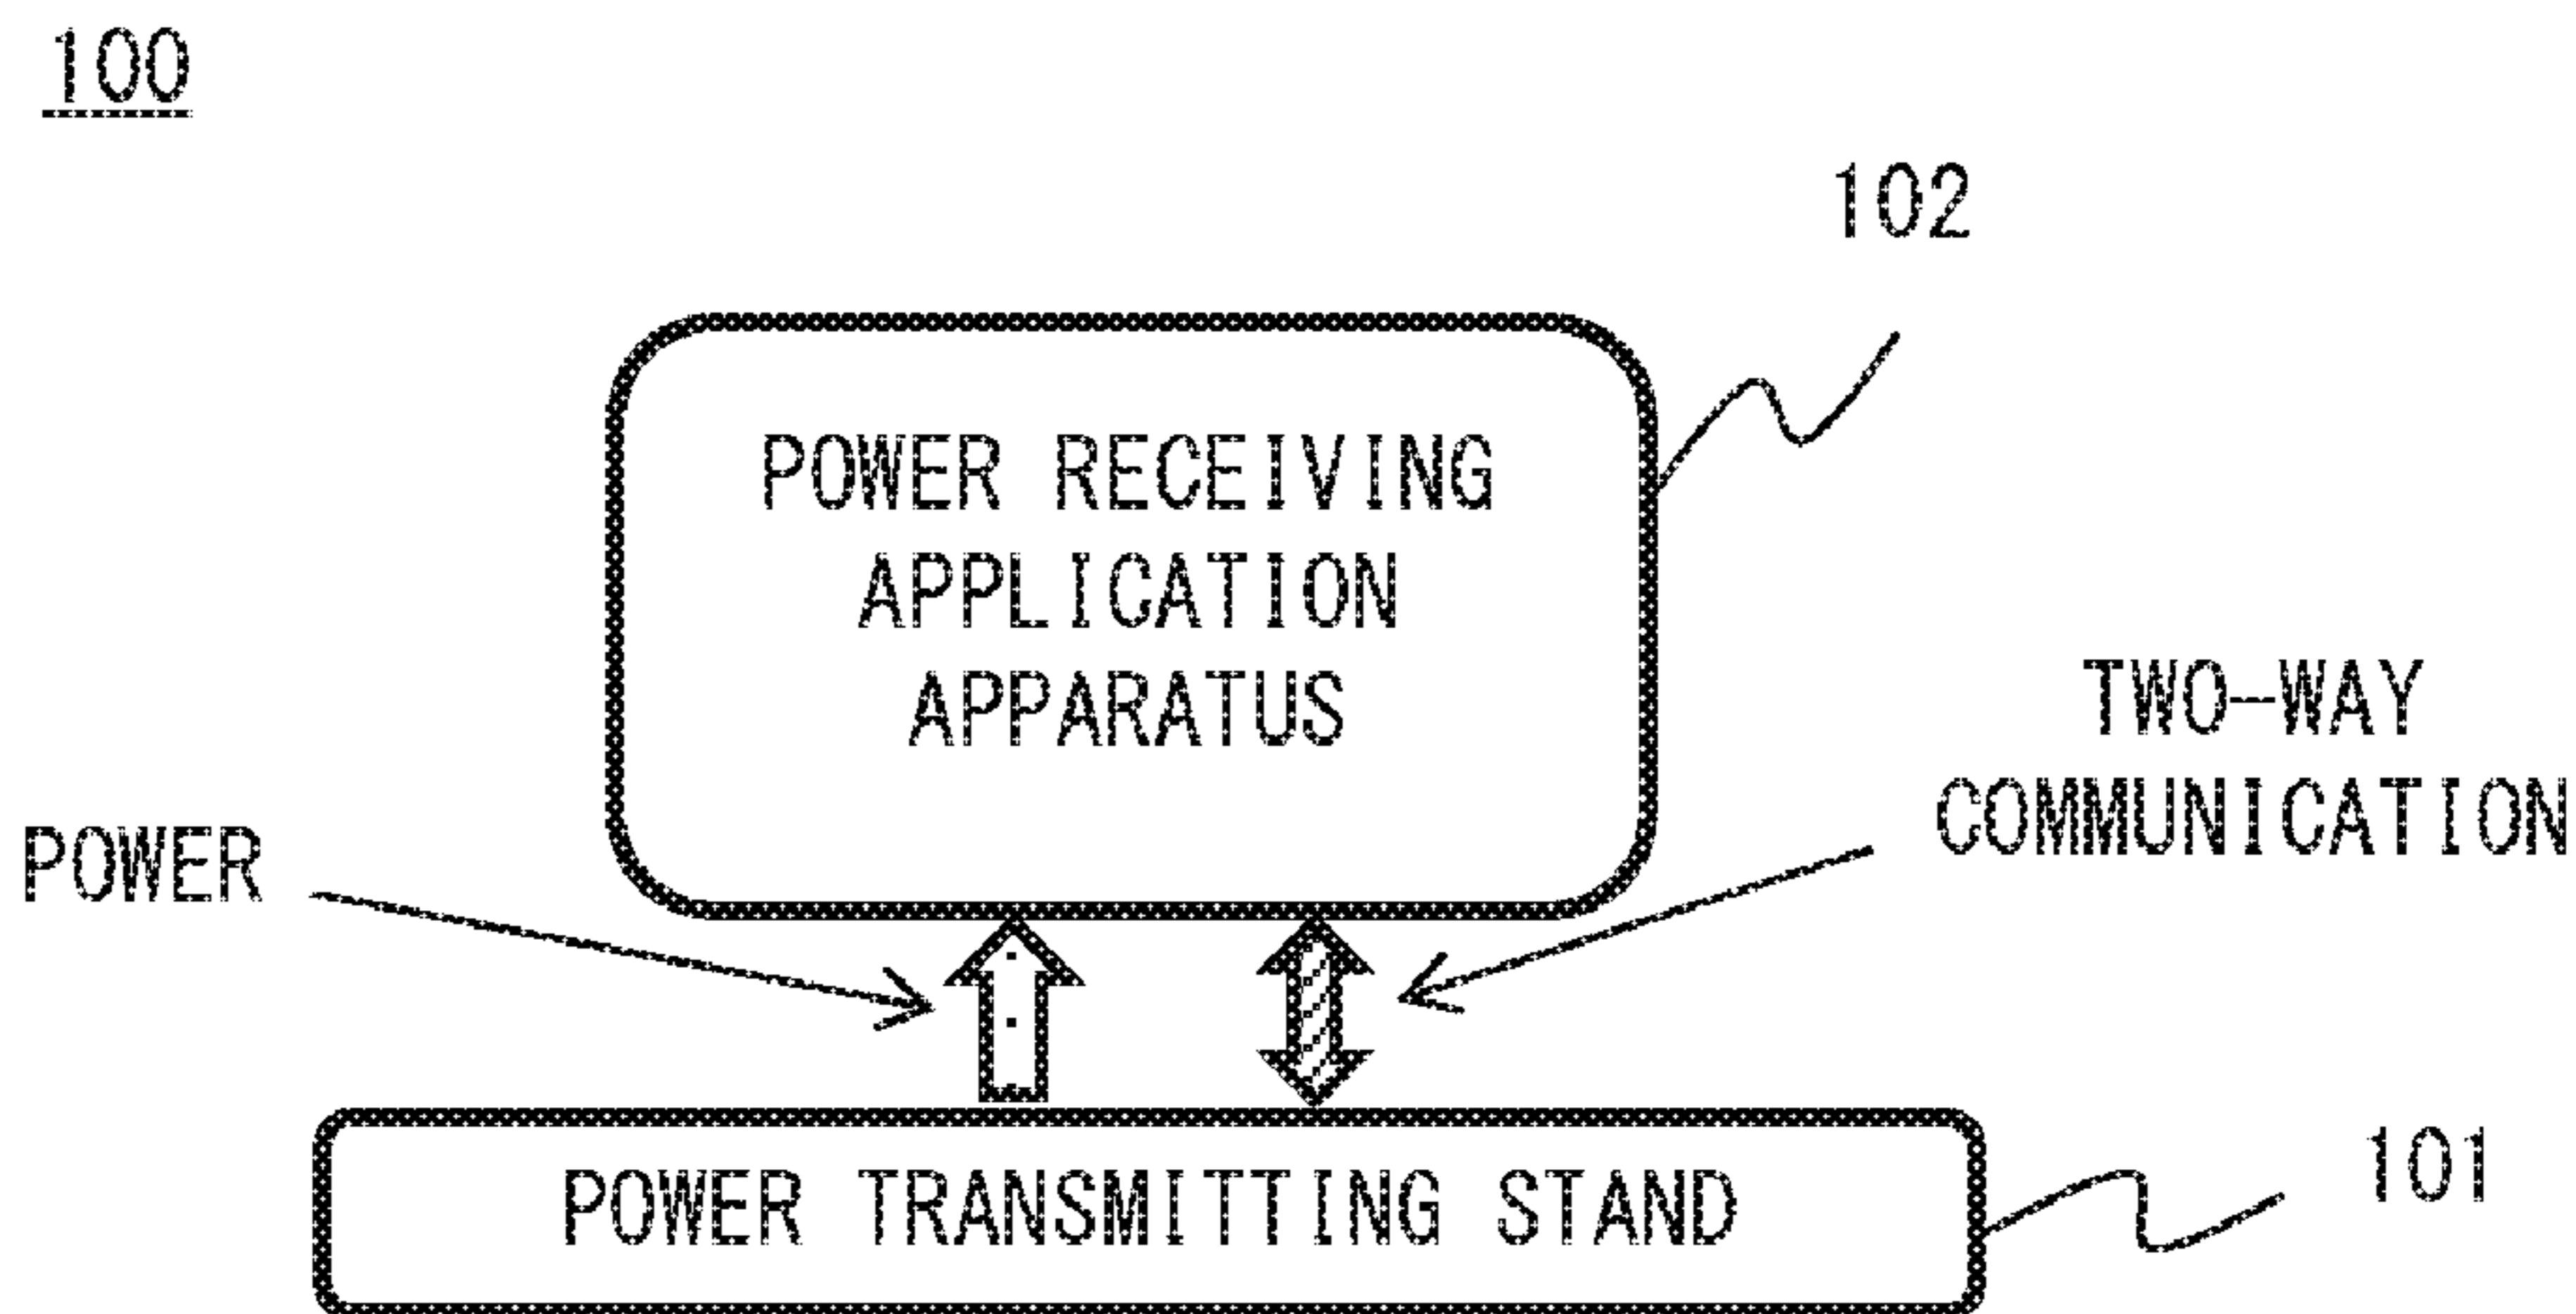 100
102
POWER RECEIVING
APPLICATION
APPARATUS
TWO-WAY
COMMUNICATION
POWER
POWER TRANSMITTING STAND
101